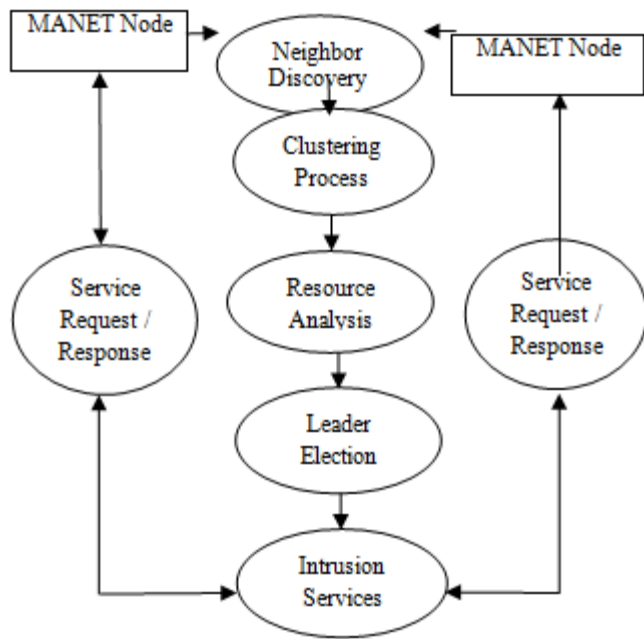 MANET Node
Neighbor
Discovery
MANET Node
Clustering
Process
Service
Request /
Response
Resource
Analysis
Service
Request /
Response
Leader
Election
Intrusion
Services